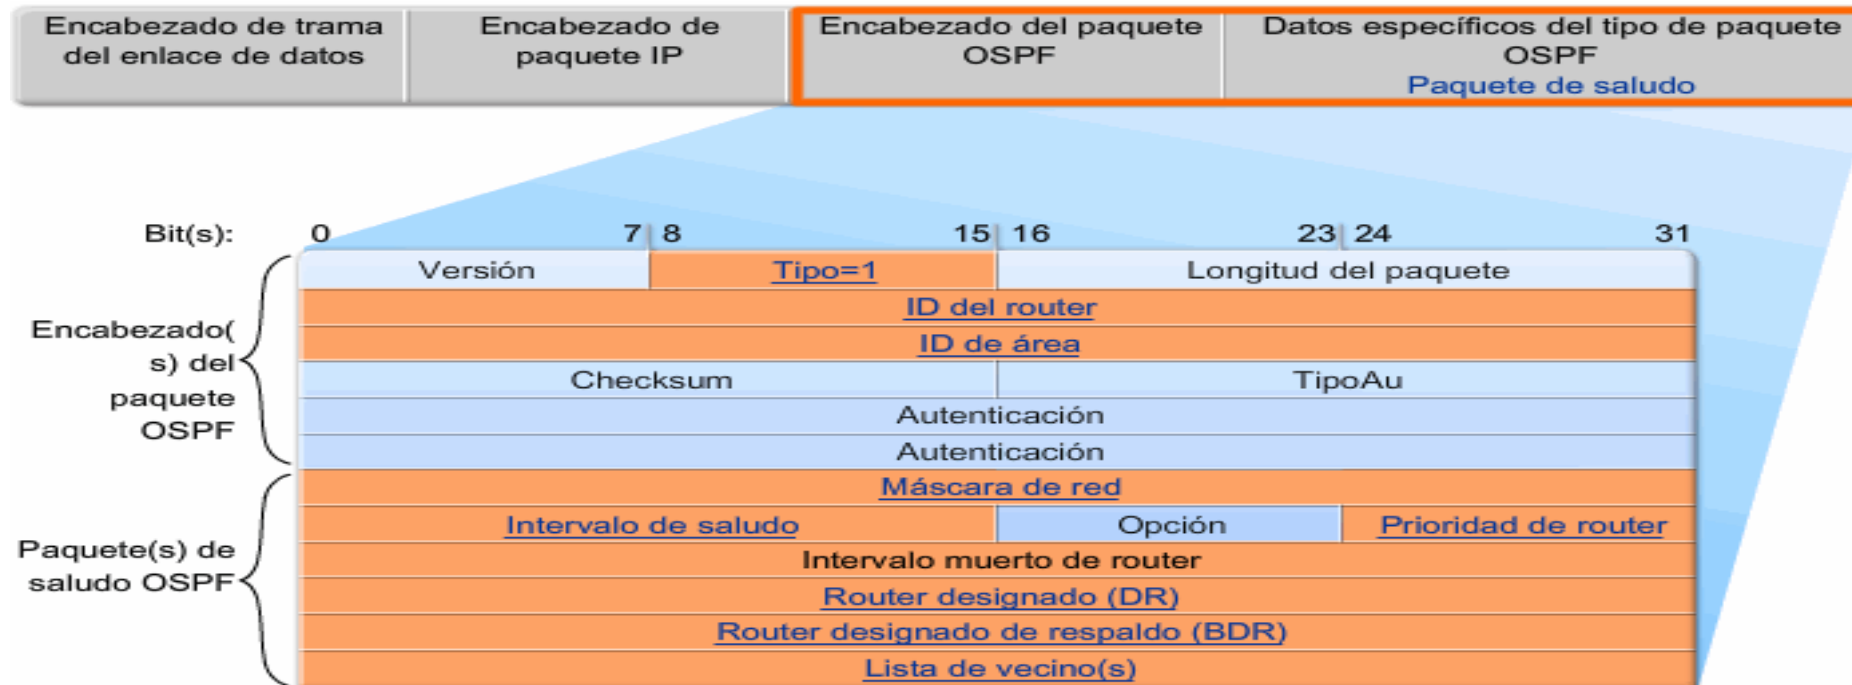 Encabezado de trama
del enlace de datos
Encabezado de
paquete IP
Encabezado del paquete
OSPF
Datos específicos del tipo de paquete
OSPF
Paquete de saludo
Bit(s): 0 7 8 15 16 23 24 31
Encabezado(
s) del
paquete
OSPF
Versión Tipo=1 Longitud del paquete
ID del router
ID de área
Checksum TipoAu
Autenticación
Autenticación
Paquete(s) de
saludo OSPF
Máscara de red
Intervalo de saludo Opción Prioridad de router
Intervalo muerto de router
Router designado (DR)
Router designado de respaldo (BDR)
Lista de vecino(s)